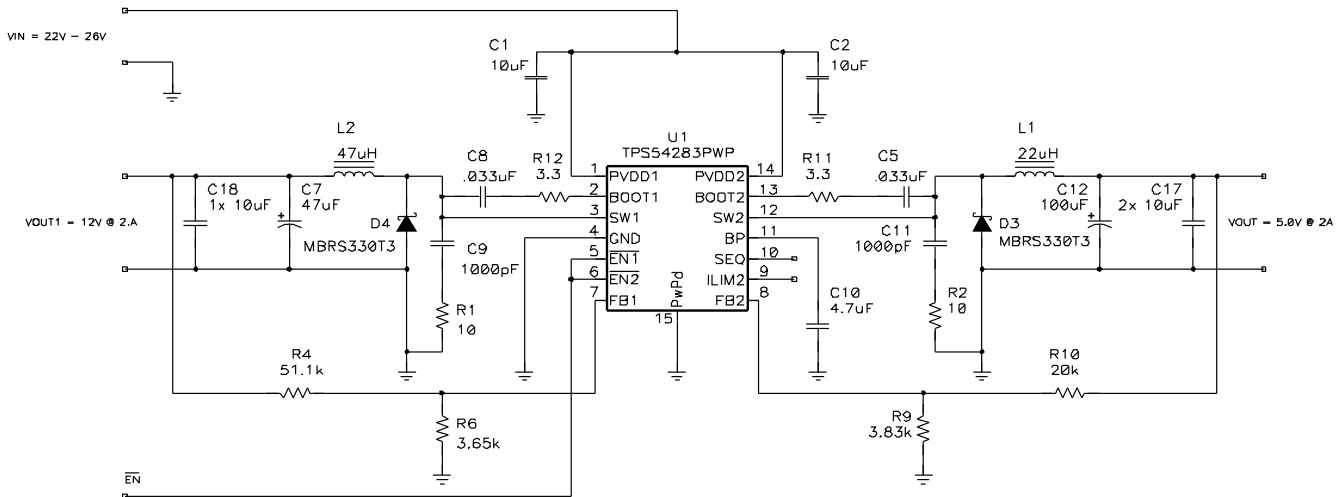 VIN = 22V - 26V
C1
10uF
C2
10uF
L2
47uH
L1
22uH
U1
TPS54283PWP
C8
.033uF
R12
3.3
R11
3.3
C5
.033uF
1 PVDD1
2 BOOT1
3 SW1
4 GND
5 EN1
6 EN2
7 FB1
PVDD2 14
BOOT2 13
SW2 12
BP 11
SEQ 10
ILIM2 9
FB2 8
PwPd
15
C18
1x 10uF
C7
47uF
D4
MBRS330T3
VOUT1 = 12V @ 2.A
C9
1000pF
R1
10
C11
1000pF
R2
10
D3
MBRS330T3
C12
100uF
C17
2x 10uF
VOUT = 5.0V @ 2A
C10
4.7uF
R4
51.1k
R10
20k
R6
3.65k
R9
3.83k
EN